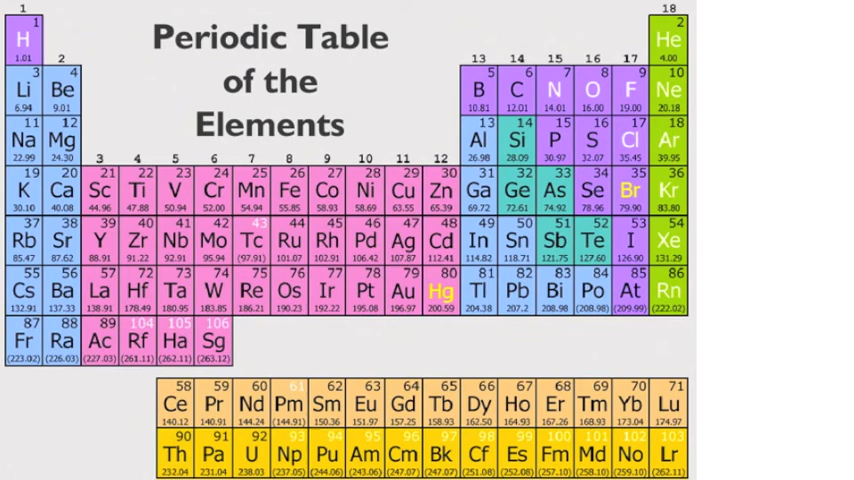 1 18
1 2
H He
1.01 2 13 14 15 16 17 4.00
3 4 5 6 7 8 9 10
Li Be B C N O F Ne
6.94 9.01 10.81 12.01 14.01 16.00 19.00 20.18
Periodic Table
of the
Elements
11 12 13 14 15 16 17 18
Na Mg Al Si P S Cl Ar
22.99 24.30 3 4 5 6 7 8 9 10 11 12 26.98 28.09 30.97 32.07 35.45 39.95
19 20 21 22 23 24 25 26 27 28 29 30 31 32 33 34 35 36
K Ca Sc Ti V Cr Mn Fe Co Ni Cu Zn Ga Ge As Se Br Kr
30.10 40.08 44.96 47.88 50.94 52.00 54.94 55.85 58.93 58.69 63.55 65.39 69.72 72.61 74.92 78.96 79.90 83.80
37 38 39 40 41 42 43 44 45 46 47 48 49 50 51 52 53 54
Rb Sr Y Zr Nb Mo Tc Ru Rh Pd Ag Cd In Sn Sb Te I Xe
85.47 87.62 88.91 91.22 92.91 95.94 (97.91) 101.07 102.91 106.42 107.87 112.41 114.82 118.71 121.75 127.60 126.90 131.29
55 56 57 72 73 74 75 76 77 78 79 80 81 82 83 84 85 86
Cs Ba La Hf Ta W Re Os Ir Pt Au Hg Tl Pb Bi Po At Rn
132.91 137.33 138.91 178.49 180.95 183.85 186.21 190.23 192.22 195.08 196.97 200.59 204.38 207.2 208.98 (208.98) (209.99) (222.02)
87 88 89 104 105 106
Fr Ra Ac Rf Ha Sg
(223.02) (226.03) (227.03) (261.11) (262.11) (263.12)
58 59 60 61 62 63 64 65 66 67 68 69 70 71
Ce Pr Nd Pm Sm Eu Gd Tb Dy Ho Er Tm Yb Lu
140.12 140.91 144.24 (144.91) 150.36 151.97 157.25 158.93 162.50 164.93 167.26 168.93 173.04 174.97
90 91 92 93 94 95 96 97 98 99 100 101 102 103
Th Pa U Np Pu Am Cm Bk Cf Es Fm Md No Lr
232.04 231.04 238.03 (237.05) (244.06) (243.06) (247.07) (247.07) (251.08) (252.08) (257.10) (258.10) (259.10) (262.11)